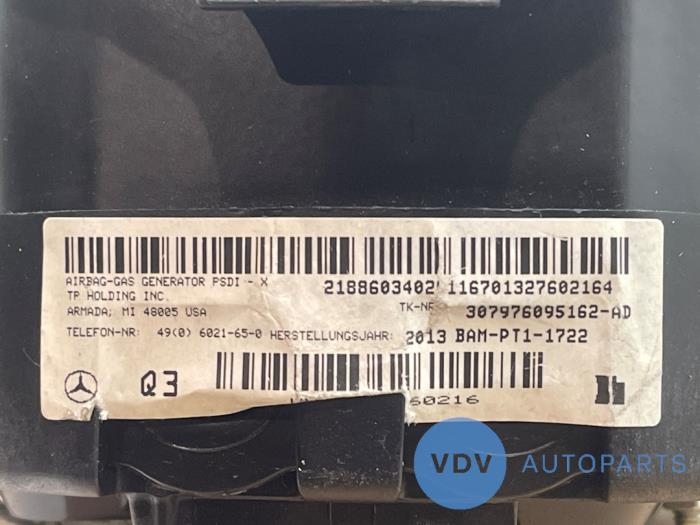 AIRBAG-GAS GENERATOR PSDI - X
2188603402 116701327602164
TP HOLDING INC.
TK-NR 307976095162-AD
ARMADA, MI 48005 USA
TELEFON-NR: 49(0) 6021-65-0 HERSTELLUNGSJAHR: 2013 BAM-PT1-1722
Q3
60216
VDV AUTOPARTS